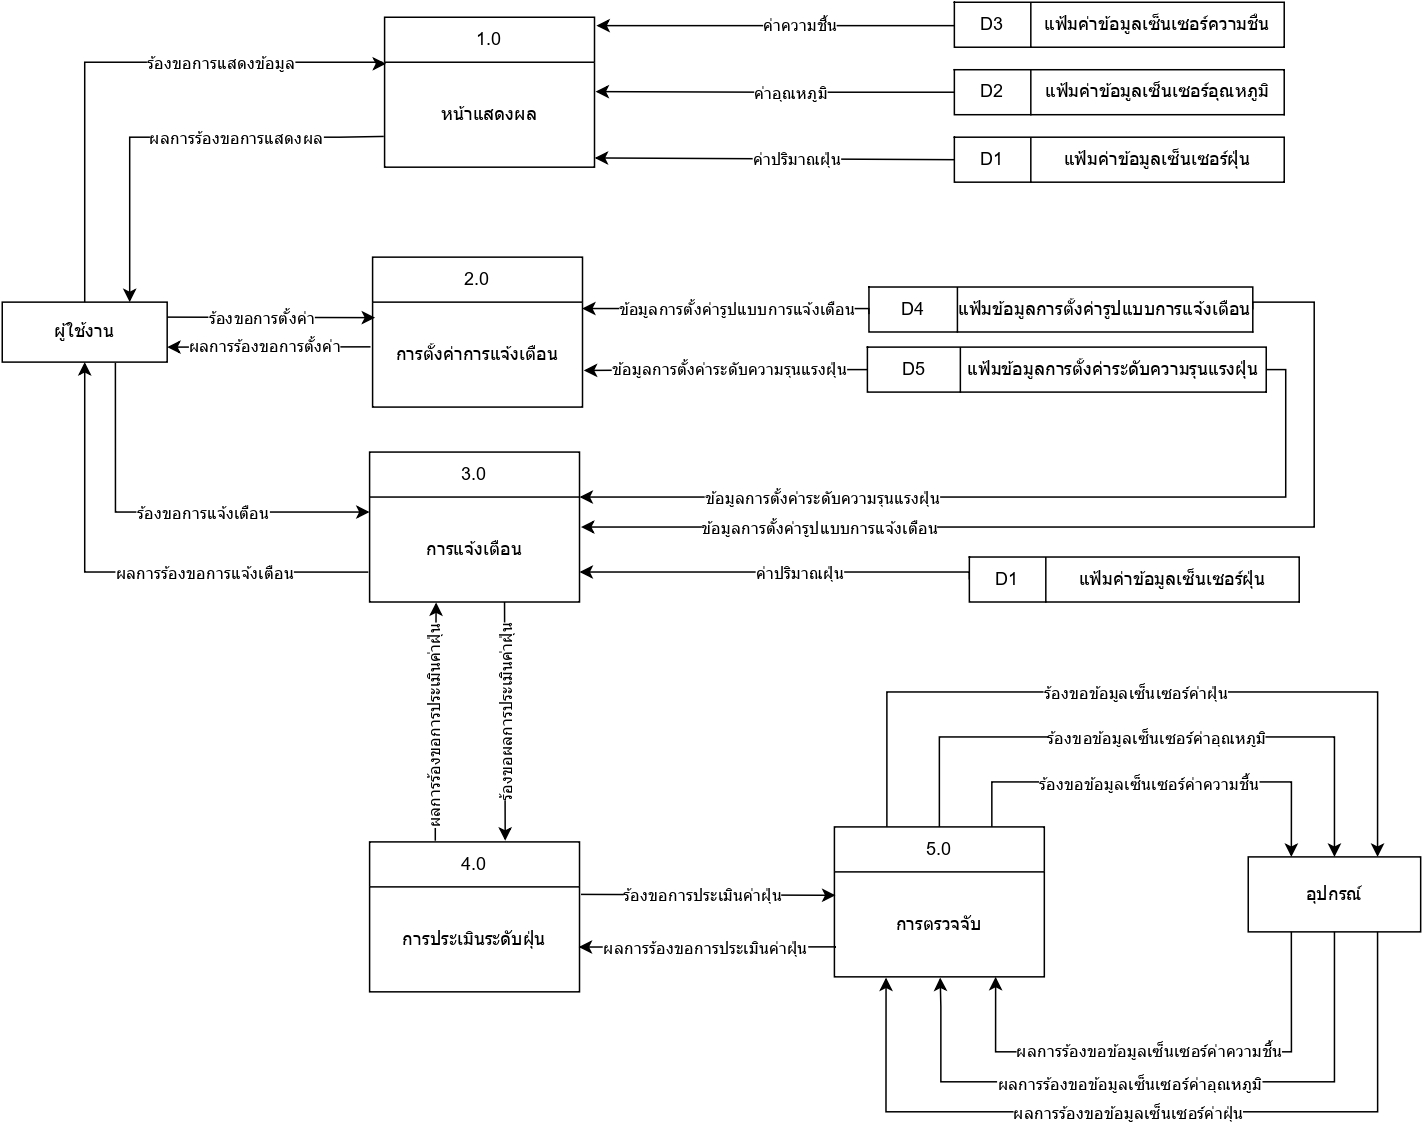 1.0
หน้าแสดงผล
ร้องขอการแสดงข้อมูล
ผลการร้องขอการแสดงผล
ค่าความชื้น
D3
แฟ้มค่าข้อมูลเซ็นเซอร์ความชื้น
ค่าอุณหภูมิ
D2
แฟ้มค่าข้อมูลเซ็นเซอร์อุณหภูมิ
ค่าปริมาณฝุ่น
D1
แฟ้มค่าข้อมูลเซ็นเซอร์ฝุ่น
ผู้ใช้งาน
ร้องขอการตั้งค่า
ผลการร้องขอการตั้งค่า
2.0
การตั้งค่าการแจ้งเตือน
ข้อมูลการตั้งค่ารูปแบบการแจ้งเตือน
D4
แฟ้มข้อมูลการตั้งค่ารูปแบบการแจ้งเตือน
ข้อมูลการตั้งค่าระดับความรุนแรงฝุ่น
D5
แฟ้มข้อมูลการตั้งค่าระดับความรุนแรงฝุ่น
3.0
การแจ้งเตือน
ร้องขอการแจ้งเตือน
ผลการร้องขอการแจ้งเตือน
ข้อมูลการตั้งค่าระดับความรุนแรงฝุ่น
ข้อมูลการตั้งค่ารูปแบบการแจ้งเตือน
ค่าปริมาณฝุ่น
D1
แฟ้มค่าข้อมูลเซ็นเซอร์ฝุ่น
ผลการร้องขอการประเมินค่าฝุ่น
ร้องขอผลการประเมินค่าฝุ่น
4.0
การประเมินระดับฝุ่น
ร้องขอการประเมินค่าฝุ่น
ผลการร้องขอการประเมินค่าฝุ่น
5.0
การตรวจจับ
ร้องขอข้อมูลเซ็นเซอร์ค่าฝุ่น
ร้องขอข้อมูลเซ็นเซอร์ค่าอุณหภูมิ
ร้องขอข้อมูลเซ็นเซอร์ค่าความชื้น
อุปกรณ์
ผลการร้องขอข้อมูลเซ็นเซอร์ค่าความชื้น
ผลการร้องขอข้อมูลเซ็นเซอร์ค่าอุณหภูมิ
ผลการร้องขอข้อมูลเซ็นเซอร์ค่าฝุ่น